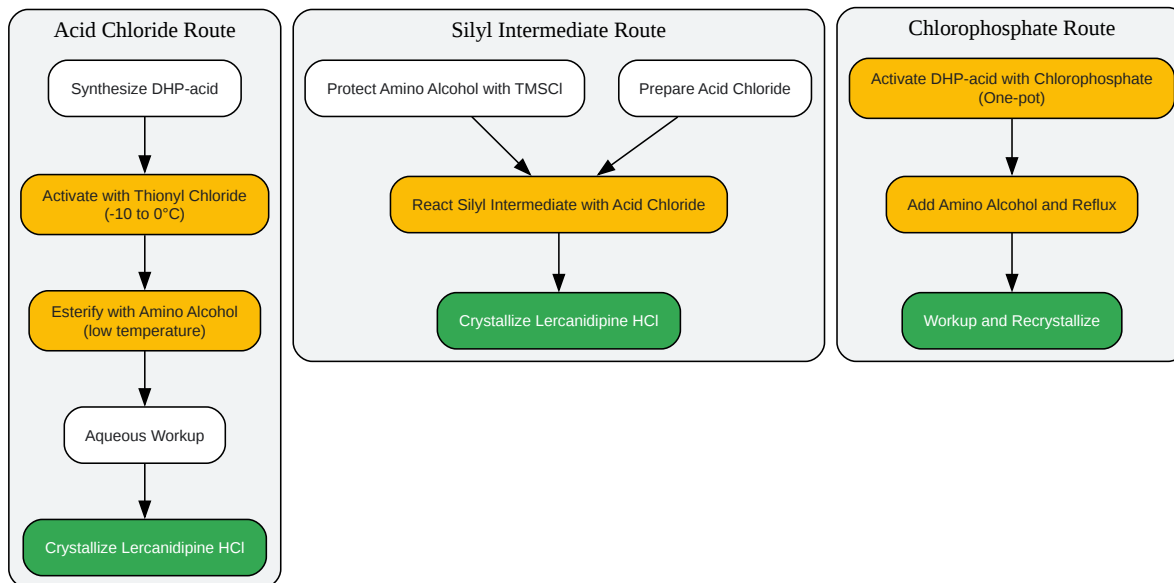 Acid Chloride Route
Synthesize DHP-acid
Activate with Thionyl Chloride
(-10 to 0°C)
Esterify with Amino Alcohol
(low temperature)
Aqueous Workup
Crystallize Lercanidipine HCl
Silyl Intermediate Route
Protect Amino Alcohol with TMSCl
Prepare Acid Chloride
React Silyl Intermediate with Acid Chloride
Crystallize Lercanidipine HCl
Chlorophosphate Route
Activate DHP-acid with Chlorophosphate
(One-pot)
Add Amino Alcohol and Reflux
Workup and Recrystallize